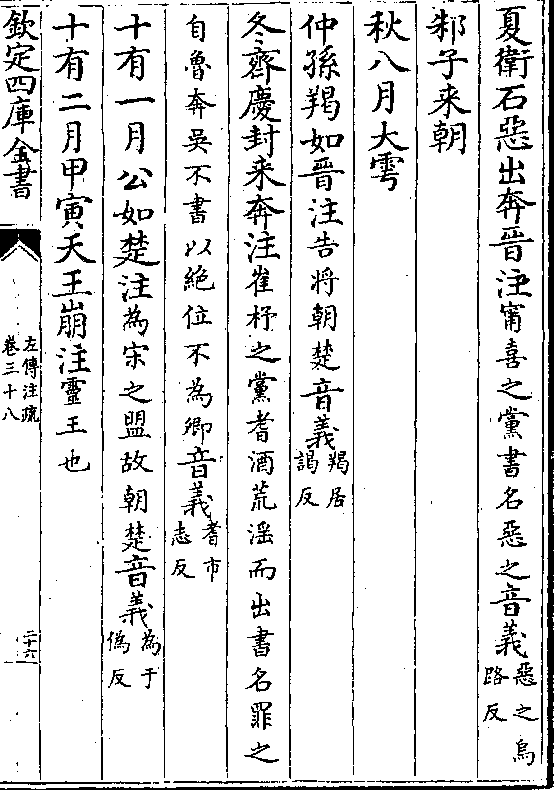 夏衛石惡出奔晉注甯喜之黨書名惡之音義惡之烏路反
邾子来朝
秋八月大雩
仲孫羯如晉注告將朝楚音義羯居謁反
冬齊慶封来奔注崔杼之黨耆酒荒滛而出書名罪之
自魯奔吴不書以絶位不為卿音義耆市志反
十有一月公如楚注為宋之盟故朝楚音義為于僞反
十有二月甲寅天王崩注靈王也
欽定四庫全書
左傳注疏
卷三十八
二十六